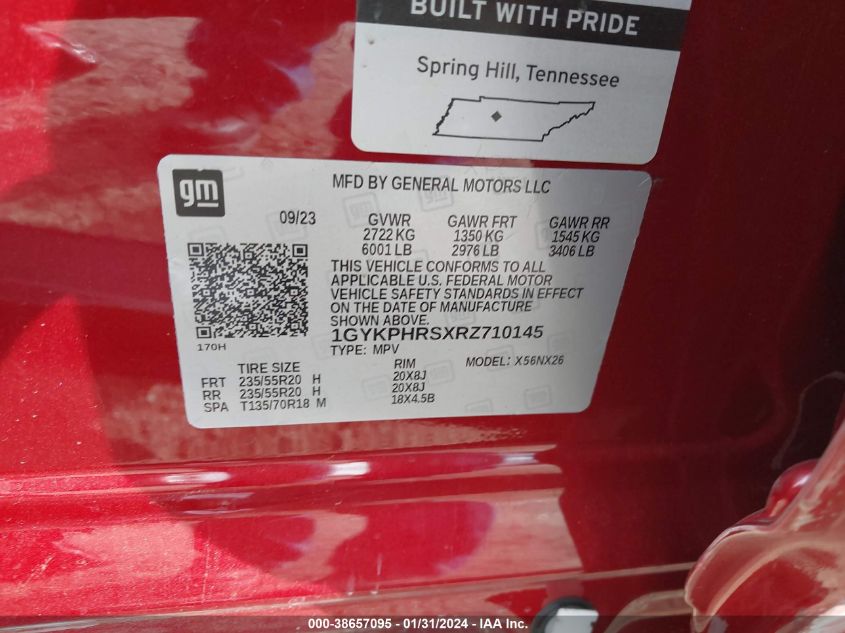 BUILT WITH PRIDE
Spring Hill, Tennessee
gm
MFD BY GENERAL MOTORS LLC
09/23 GVWR GAWR FRT GAWR RR
2722 KG 1350 KG 1545 KG
6001 LB 2976 LB 3406 LB
THIS VEHICLE CONFORMS TO ALL
APPLICABLE U.S. FEDERAL MOTOR
VEHICLE SAFETY STANDARDS IN EFFECT
ON THE DATE OF MANUFACTURE
SHOWN ABOVE.
170H
1GYKPHRSXRZ710145
TYPE: MPV
TIRE SIZE RIM MODEL: X56NX26
FRT 235/55R20 H 20X8J
RR 235/55R20 H 20X8J
SPA T135/70R18 M 18X4.5B
000-38657095 - 01/31/2024 - © IAA Inc.